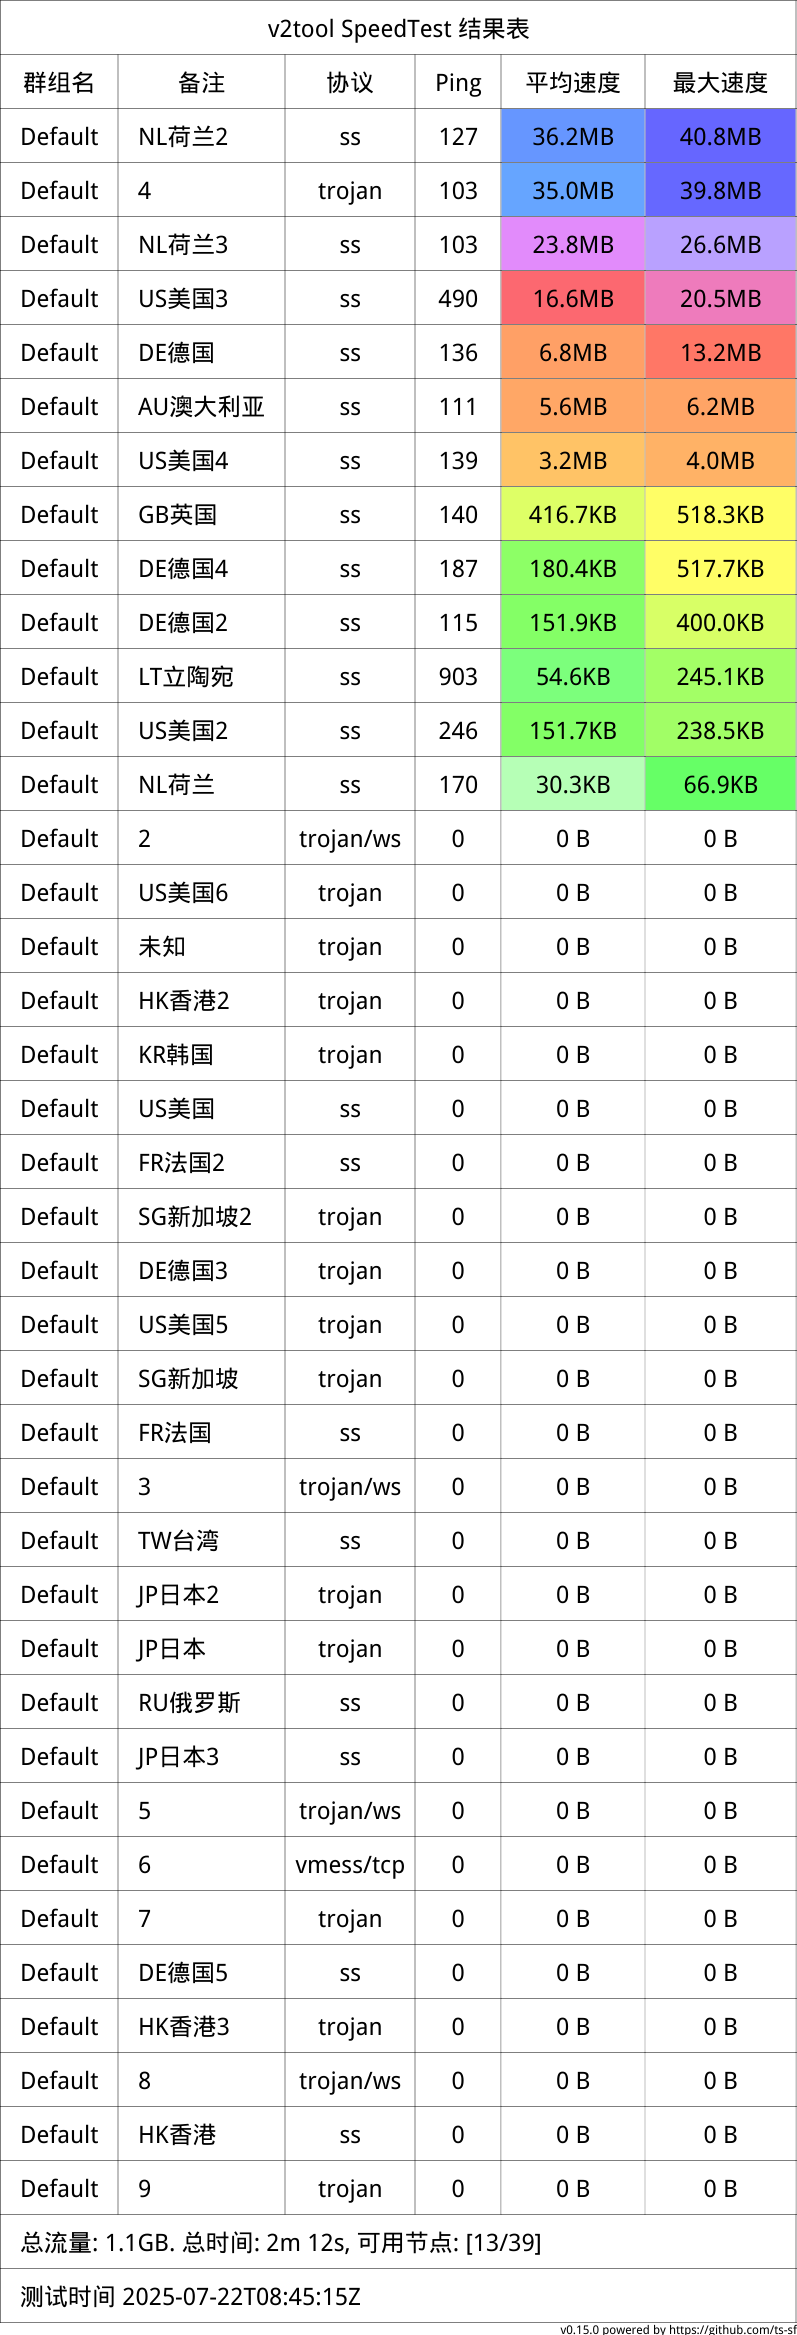 v2tool SpeedTest 结果表
群组名 备注 协议 Ping 平均速度 最大速度
Default NL荷兰2 ss 127 36.2MB 40.8MB
Default 4 trojan 103 35.0MB 39.8MB
Default NL荷兰3 ss 103 23.8MB 26.6MB
Default US美国3 ss 490 16.6MB 20.5MB
Default DE德国 ss 136 6.8MB 13.2MB
Default AU澳大利亚 ss 111 5.6MB 6.2MB
Default US美国4 ss 139 3.2MB 4.0MB
Default GB英国 ss 140 416.7KB 518.3KB
Default DE德国4 ss 187 180.4KB 517.7KB
Default DE德国2 ss 115 151.9KB 400.0KB
Default LT立陶宛 ss 903 54.6KB 245.1KB
Default US美国2 ss 246 151.7KB 238.5KB
Default NL荷兰 ss 170 30.3KB 66.9KB
Default 2 trojan/ws 0 0 B 0 B
Default US美国6 trojan 0 0 B 0 B
Default 未知 trojan 0 0 B 0 B
Default HK香港2 trojan 0 0 B 0 B
Default KR韩国 trojan 0 0 B 0 B
Default US美国 ss 0 0 B 0 B
Default FR法国2 ss 0 0 B 0 B
Default SG新加坡2 trojan 0 0 B 0 B
Default DE德国3 trojan 0 0 B 0 B
Default US美国5 trojan 0 0 B 0 B
Default SG新加坡 trojan 0 0 B 0 B
Default FR法国 ss 0 0 B 0 B
Default 3 trojan/ws 0 0 B 0 B
Default TW台湾 ss 0 0 B 0 B
Default JP日本2 trojan 0 0 B 0 B
Default JP日本 trojan 0 0 B 0 B
Default RU俄罗斯 ss 0 0 B 0 B
Default JP日本3 ss 0 0 B 0 B
Default 5 trojan/ws 0 0 B 0 B
Default 6 vmess/tcp 0 0 B 0 B
Default 7 trojan 0 0 B 0 B
Default DE德国5 ss 0 0 B 0 B
Default HK香港3 trojan 0 0 B 0 B
Default 8 trojan/ws 0 0 B 0 B
Default HK香港 ss 0 0 B 0 B
Default 9 trojan 0 0 B 0 B
总流量: 1.1GB. 总时间: 2m 12s, 可用节点: [13/39]
测试时间 2025-07-22T08:45:15Z
v0.15.0 powered by https://github.com/ts-sf